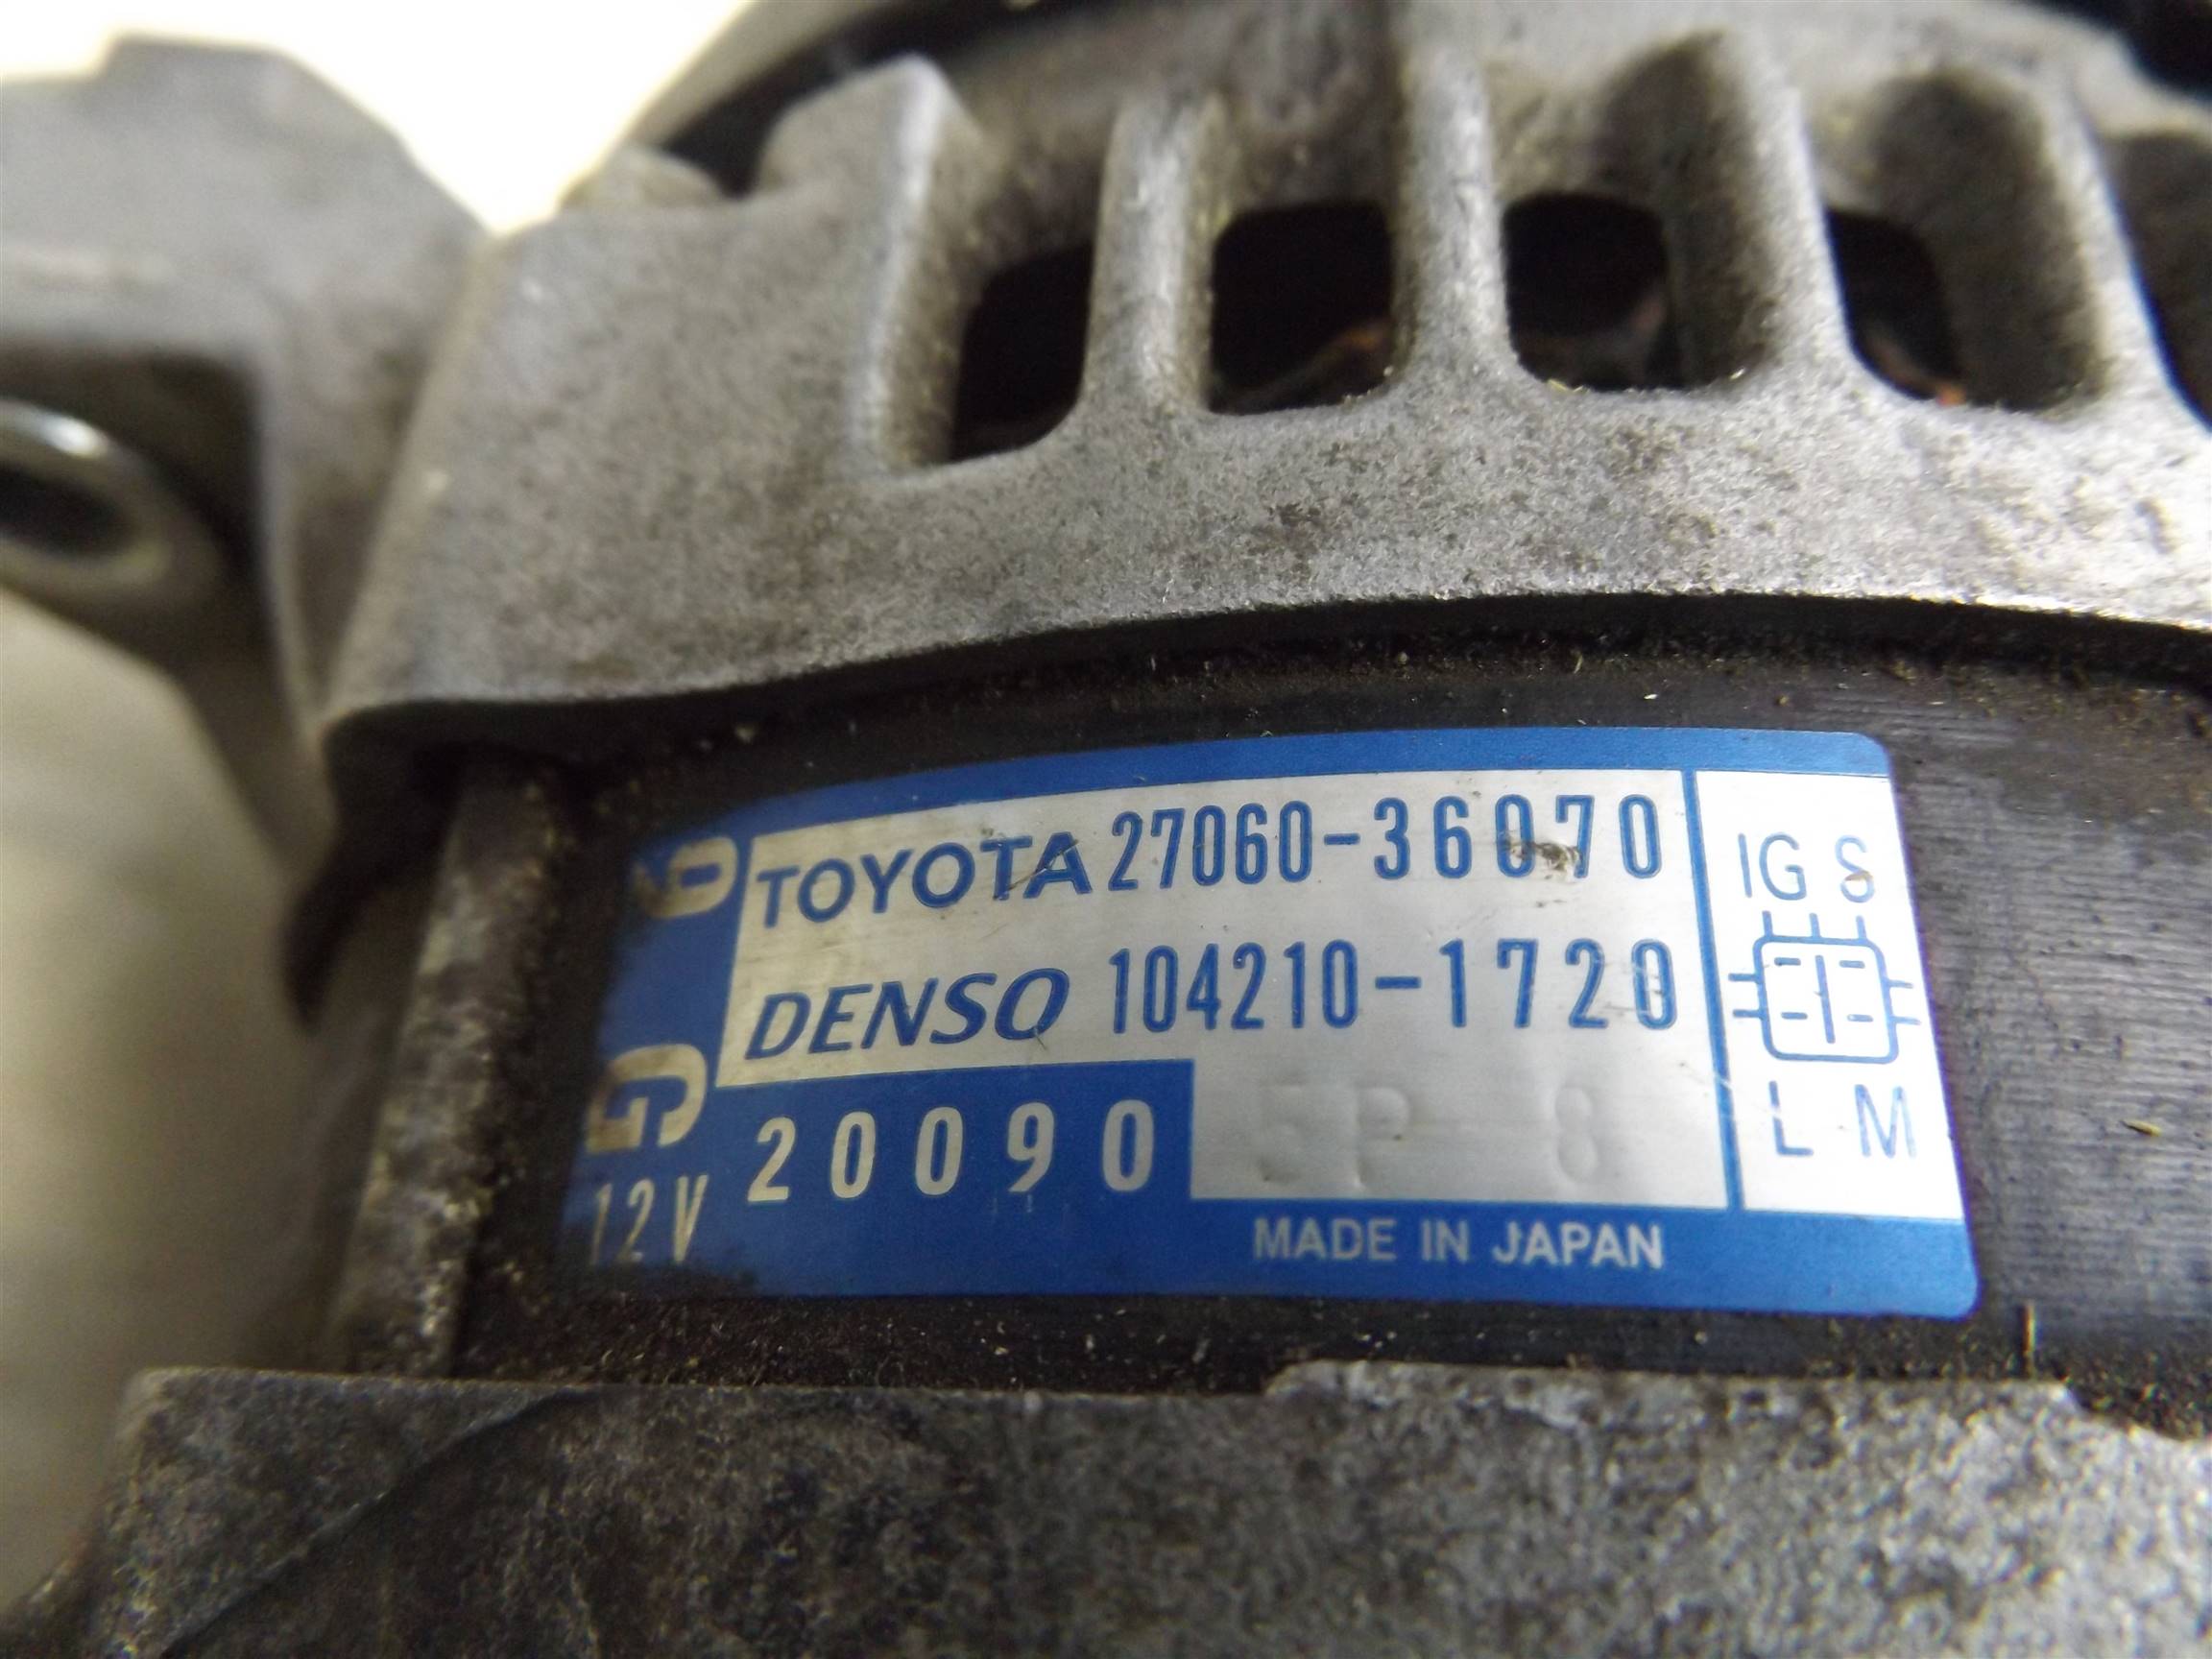 TOYOTA 27060-36070
DENSO 104210-1720
12V 20090
MADE IN JAPAN
IG S
L M